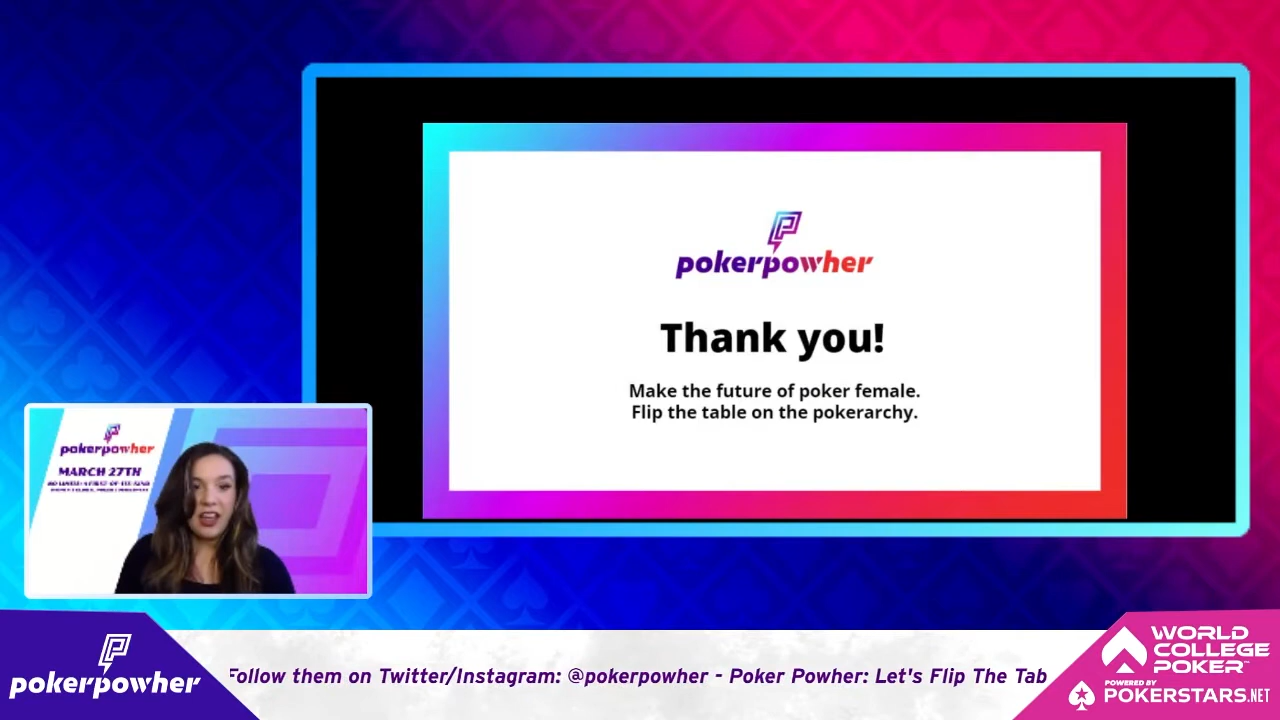 pokerpowher
Thank you!
Make the future of poker female.
Flip the table on the pokerarchy.
pokerpowher
MARCH 27TH
pokerpowher
Follow them on Twitter/Instagram: @pokerpowher - Poker Powher: Let's Flip The Tab
WORLD
COLLEGE
POKER
POWERED BY
POKERSTARS.NET